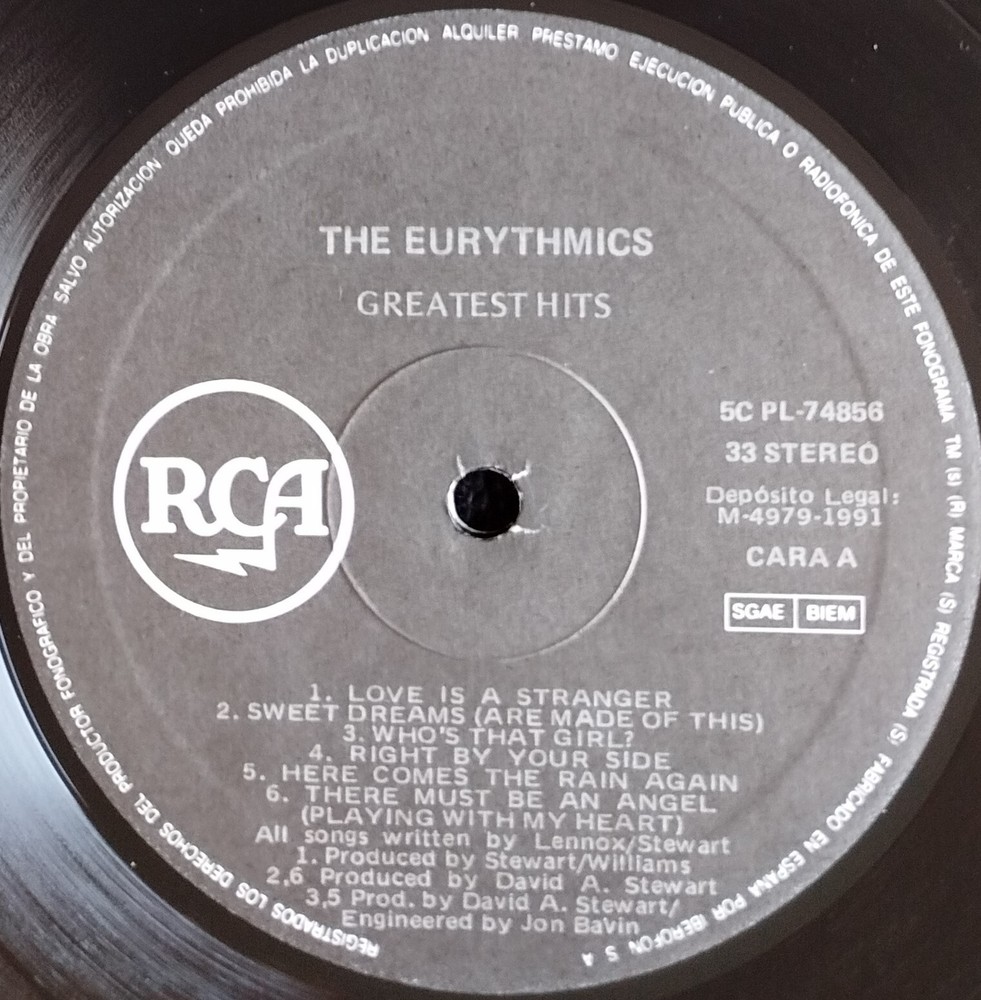 REGISTRADOS LOS DERECHOS DEL PRODUCTOR FONOGRAFICO Y DEL PROPIETARIO DE LA OBRA SALVO AUTORIZACION QUEDA PROHIBIDA LA DUPLICACION ALQUILER PRESTAMO EJECUCION PUBLICA O RADIOFONICA DE ESTE FONOGRAMA TM (s) (R) MARCA (S) REGISTRADA (S) FABRICADO EN ESPAÑA POR IBEROFON S A
THE EURYTHMICS
GREATEST HITS
RCA
5C PL-74856
33 STEREO
Depósito Legal:
M-4979-1991
CARA A
SGAE BIEM
1. LOVE IS A STRANGER
2. SWEET DREAMS (ARE MADE OF THIS)
3. WHO'S THAT GIRL?
4. RIGHT BY YOUR SIDE
5. HERE COMES THE RAIN AGAIN
6. THERE MUST BE AN ANGEL
(PLAYING WITH MY HEART)
All songs written by Lennox/Stewart
1. Produced by Stewart/Williams
2,6 Produced by David A. Stewart
3,5 Prod. by David A. Stewart/
Engineered by Jon Bavin